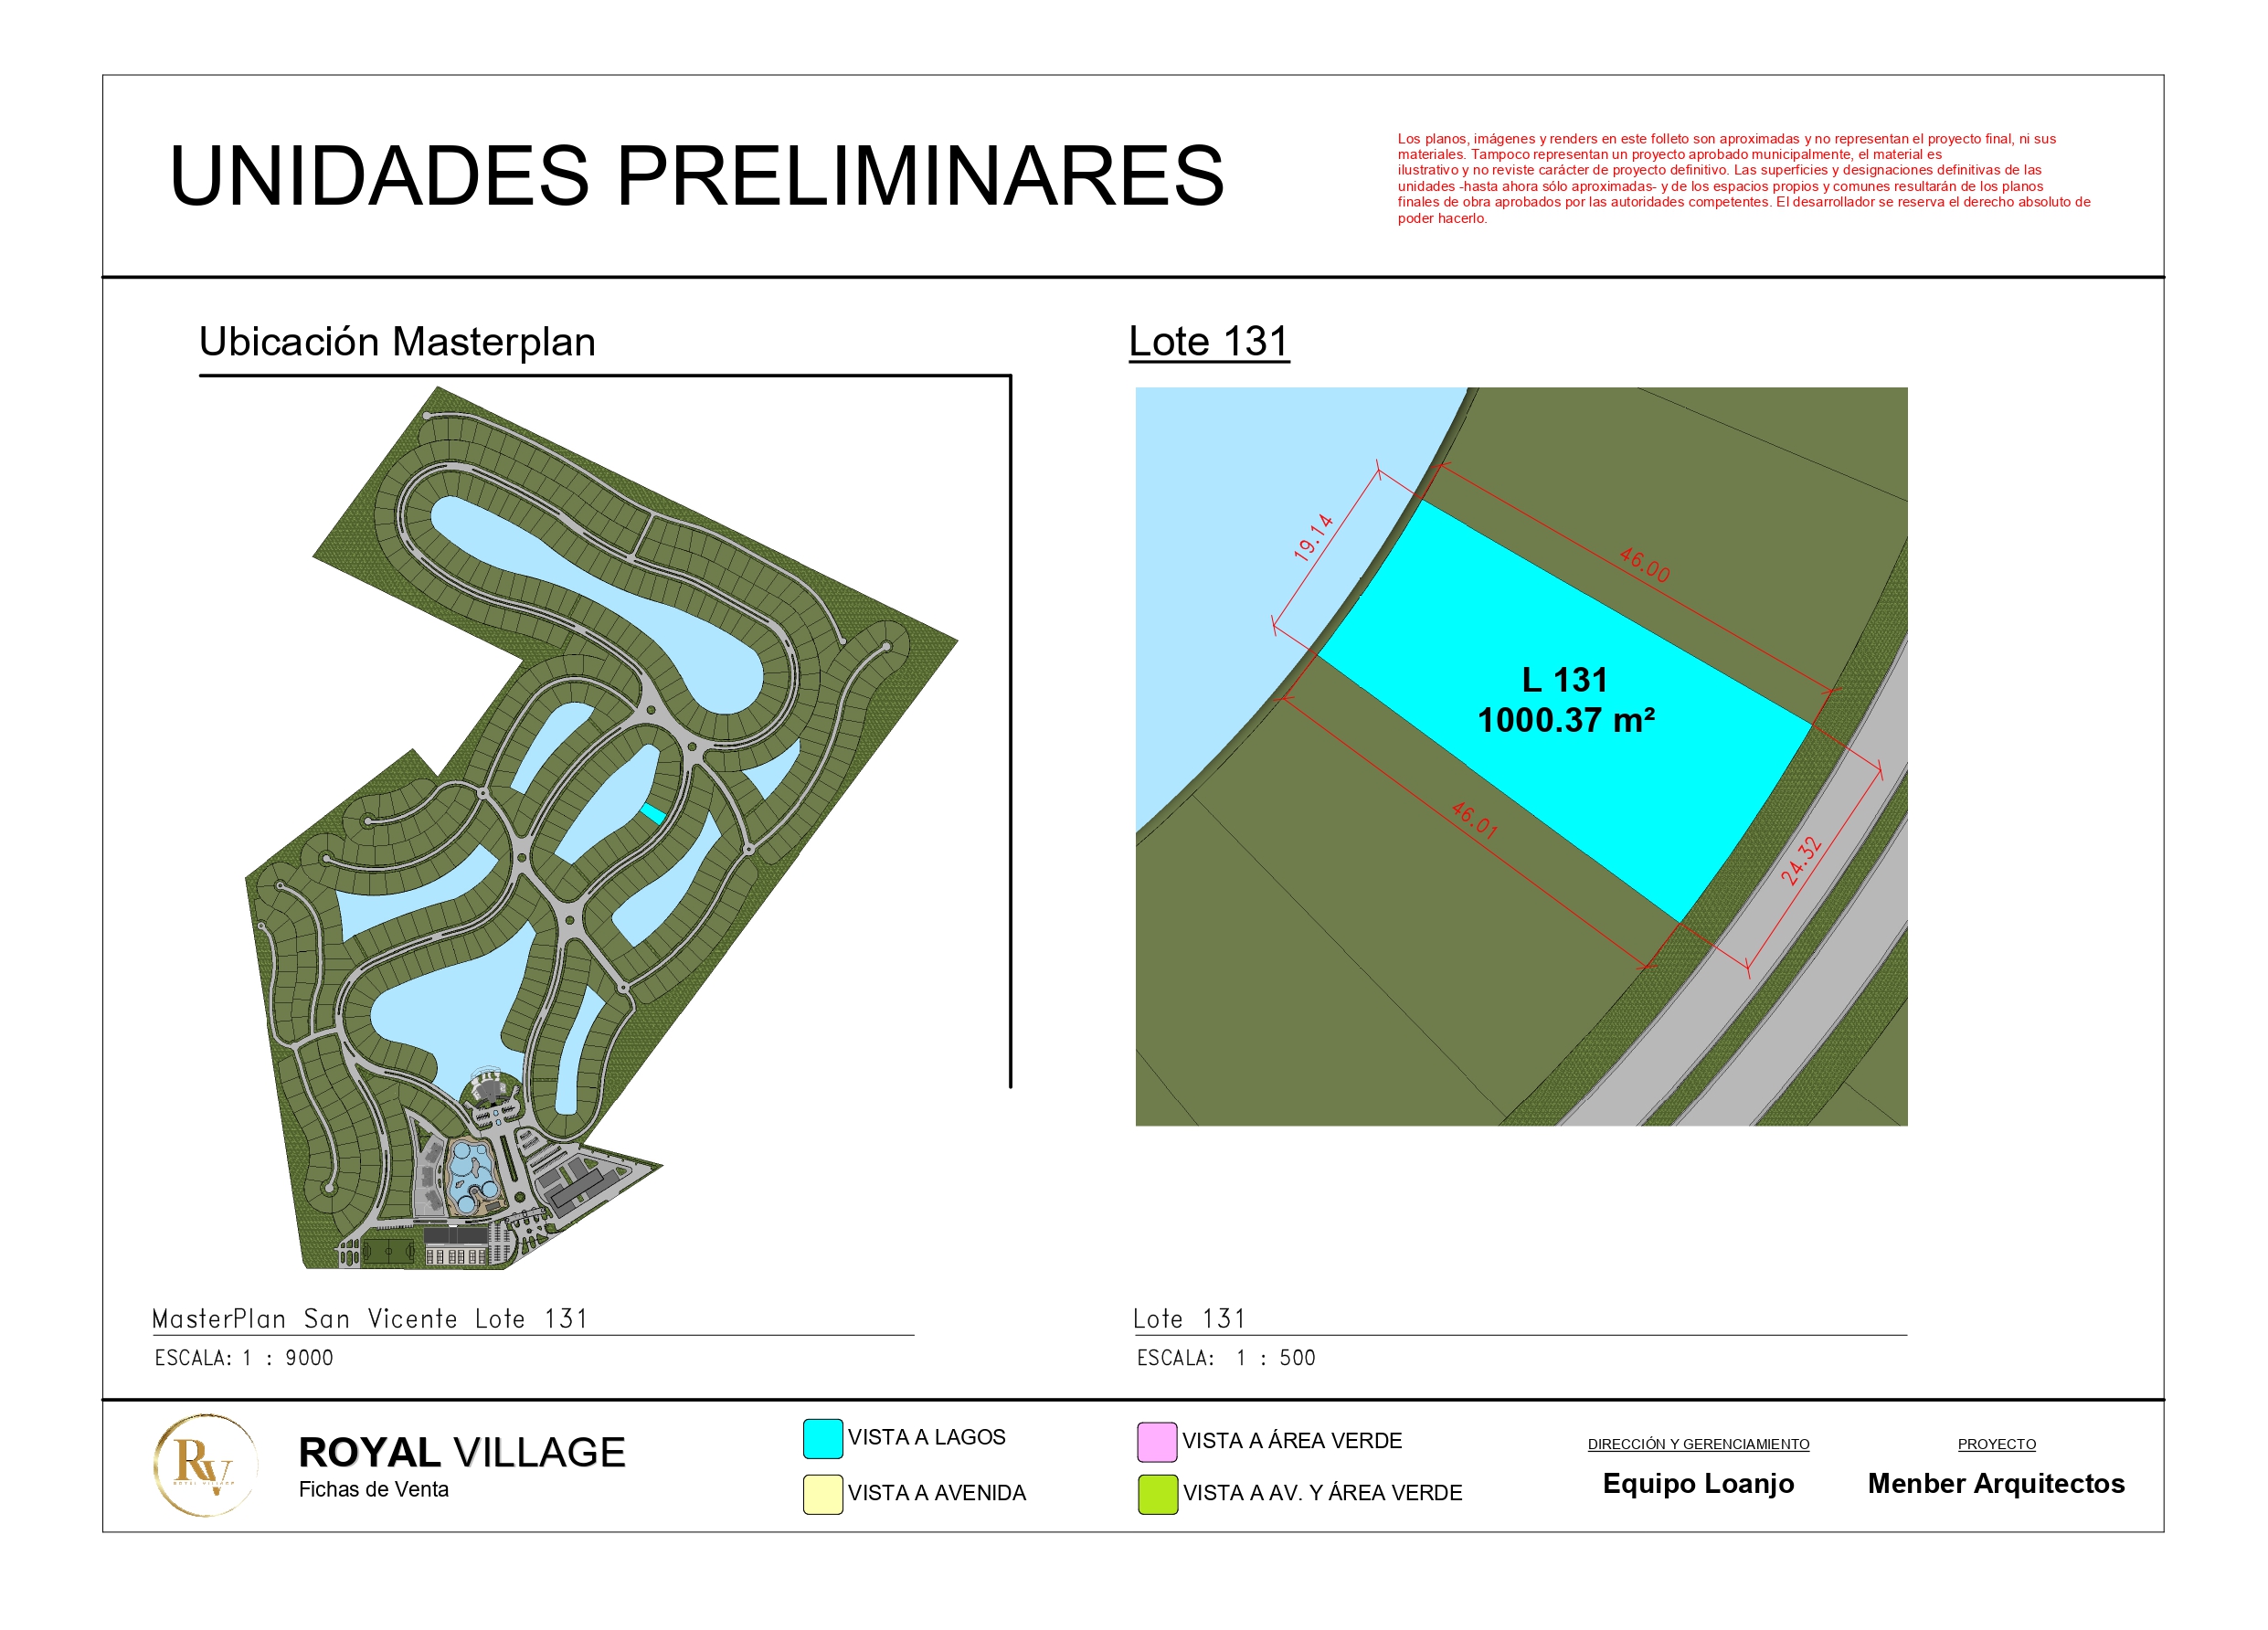 UNIDADES PRELIMINARES
Los planos, imágenes y renders en este folleto son aproximadas y no representan el proyecto final, ni sus
materiales. Tampoco representan un proyecto aprobado municipalmente, el material es
ilustrativo y no reviste carácter de proyecto definitivo. Las superficies y designaciones definitivas de las
unidades -hasta ahora sólo aproximadas- y de los espacios propios y comunes resultarán de los planos
finales de obra aprobados por las autoridades competentes. El desarrollador se reserva el derecho absoluto de
poder hacerlo.
Ubicación Masterplan
Lote 131
19.14
46.00
L 131
1000.37 m²
46.01
24.32
MasterPlan San Vicente Lote 131
ESCALA: 1 : 9000
Lote 131
ESCALA: 1 : 500
RV
ROYAL VILLAGE
ROYAL VILLAGE
Fichas de Venta
VISTA A LAGOS
VISTA A AVENIDA
VISTA A ÁREA VERDE
VISTA A AV. Y ÁREA VERDE
DIRECCIÓN Y GERENCIAMIENTO
Equipo Loanjo
PROYECTO
Menber Arquitectos